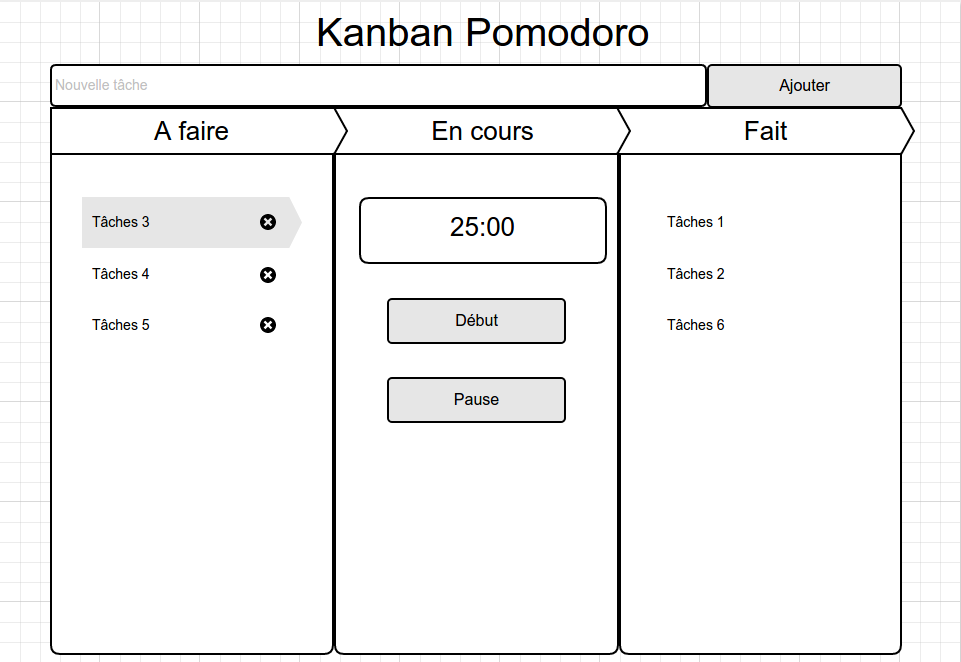 Kanban Pomodoro
Nouvelle tâche
Ajouter
A faire
En cours
Fait
Tâches 3
Tâches 4
Tâches 5
25:00
Début
Pause
Tâches 1
Tâches 2
Tâches 6